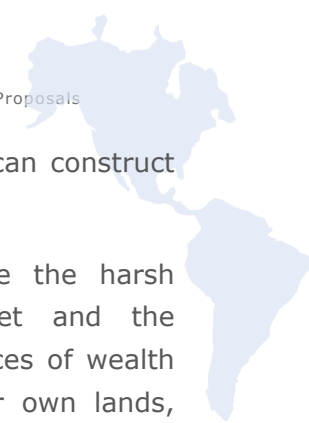 Proposals
can construct
e the harsh
et and the
ces of wealth
r own lands,